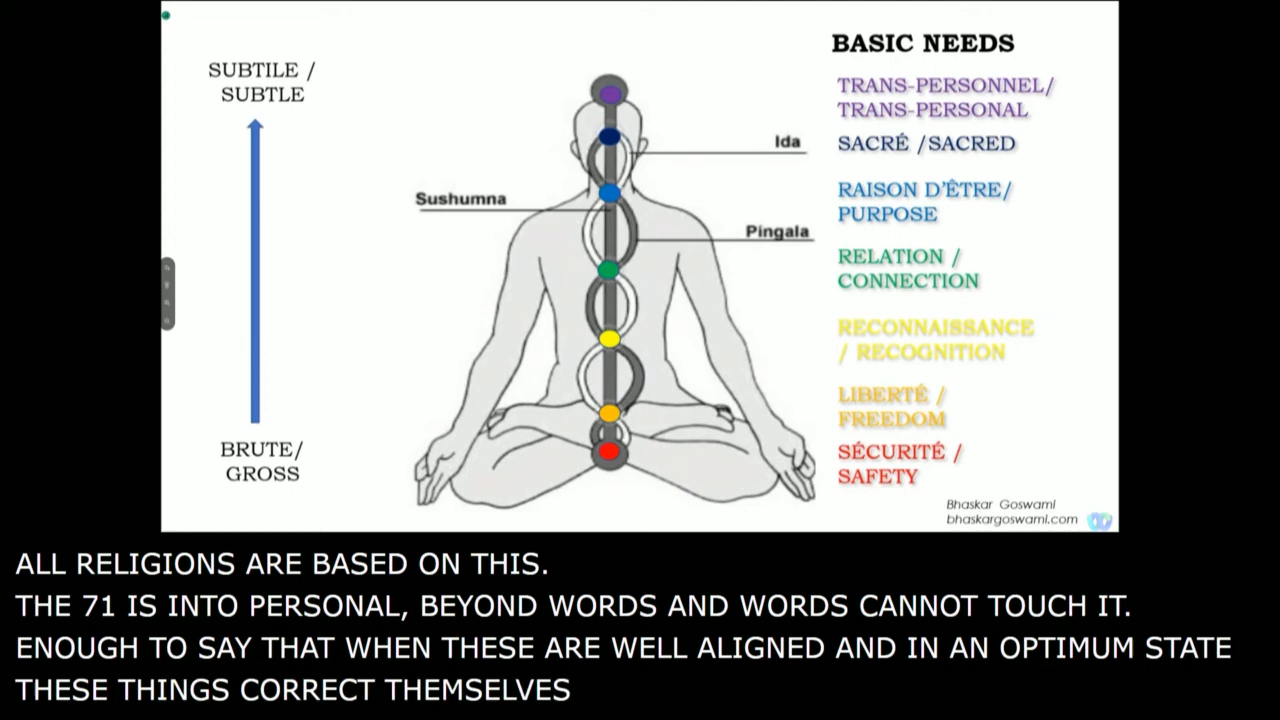 BASIC NEEDS
SUBTILE /
SUBTLE
TRANS-PERSONNEL/
TRANS-PERSONAL
Ida
SACRÉ /SACRED
Sushumna
RAISON D'ÊTRE/
PURPOSE
Pingala
RELATION /
CONNECTION
RECONNAISSANCE
/ RECOGNITION
LIBERTÉ /
FREEDOM
BRUTE/
GROSS
SÉCURITÉ /
SAFETY
Bhaskar Goswami
bhaskargoswami.com
ALL RELIGIONS ARE BASED ON THIS.
THE 71 IS INTO PERSONAL, BEYOND WORDS AND WORDS CANNOT TOUCH IT.
ENOUGH TO SAY THAT WHEN THESE ARE WELL ALIGNED AND IN AN OPTIMUM STATE
THESE THINGS CORRECT THEMSELVES